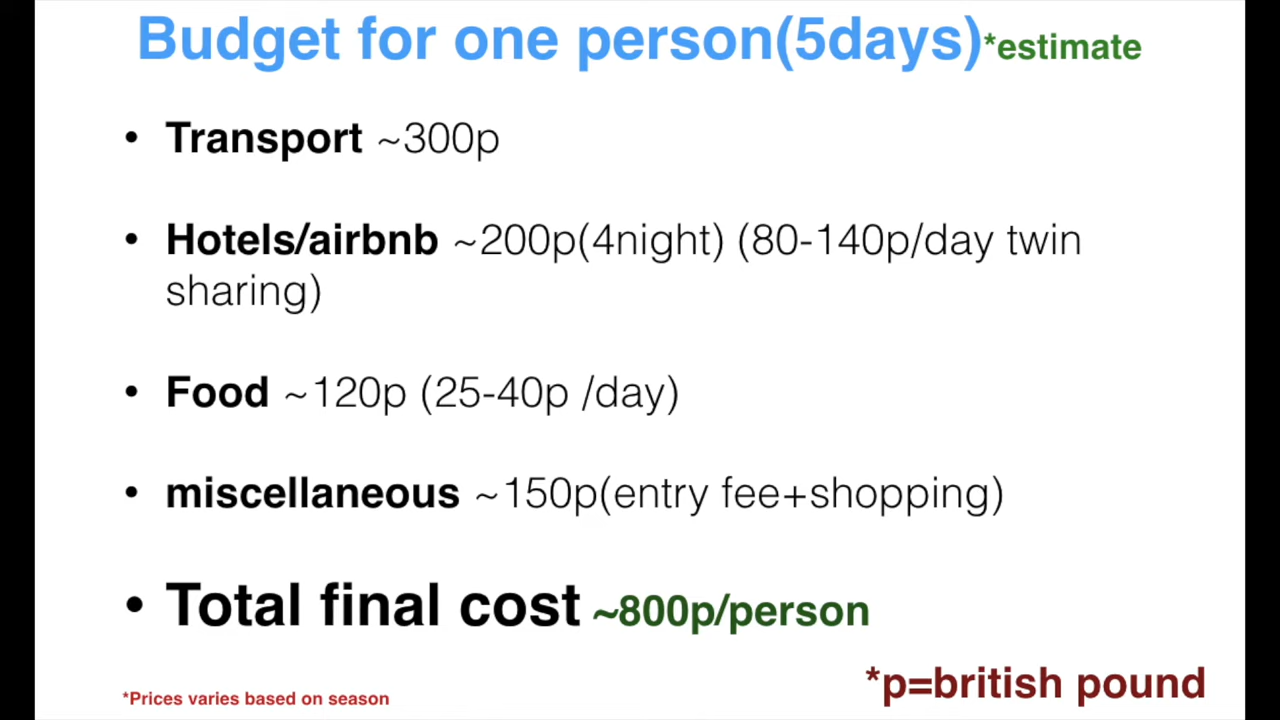 Budget for one person(5days)*estimate
• Transport ~300p
• Hotels/airbnb ~200p(4night) (80-140p/day twin
sharing)
• Food ~120p (25-40p /day)
• miscellaneous ~150p(entry fee+shopping)
• Total final cost ~800p/person
*p=british pound
*Prices varies based on season